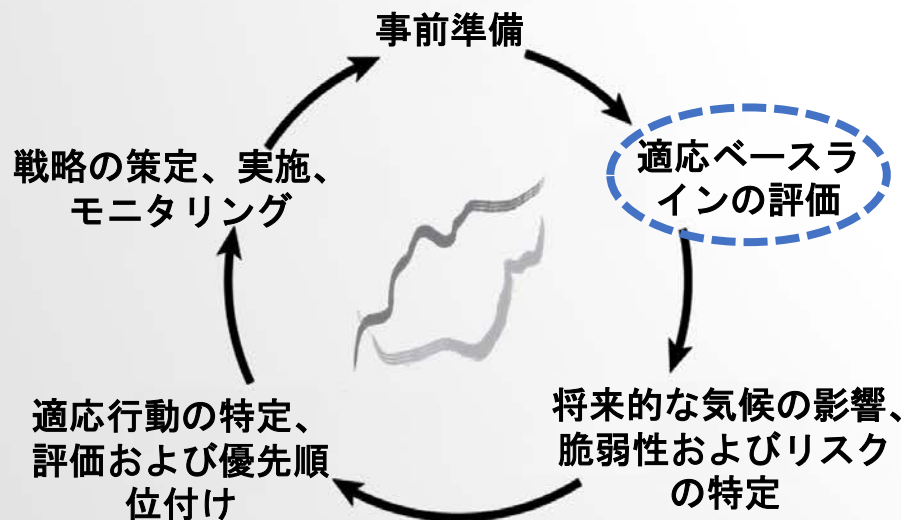 事前準備
適応ベースラ
インの評価
将来的な気候の影響、
脆弱性およびリスク
の特定
適応行動の特定、
評価および優先順
位付け
戦略の策定、実施、
モニタリング